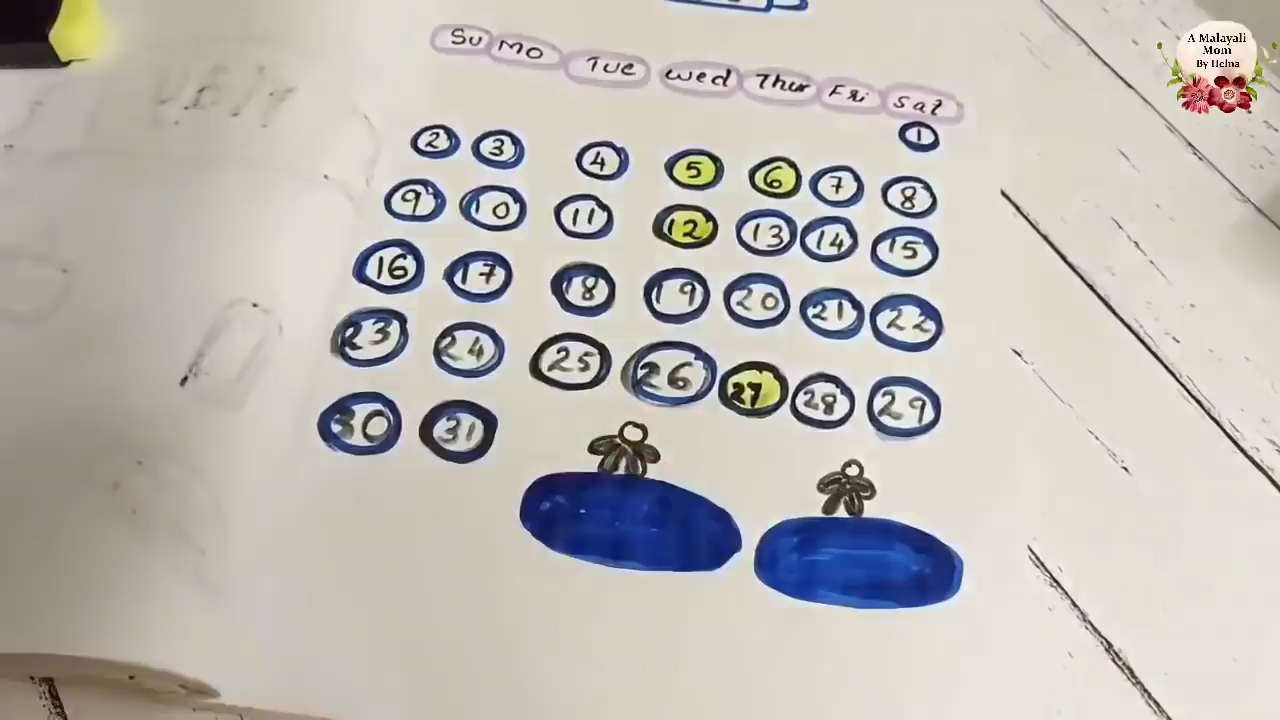 Su Mo Tue Wed Thur Fri Sat
1
2 3 4 5 6 7 8
9 10 11 12 13 14 15
16 17 18 19 20 21 22
23 24 25 26 27 28 29
30 31
A Malayali
Mom
By Helna